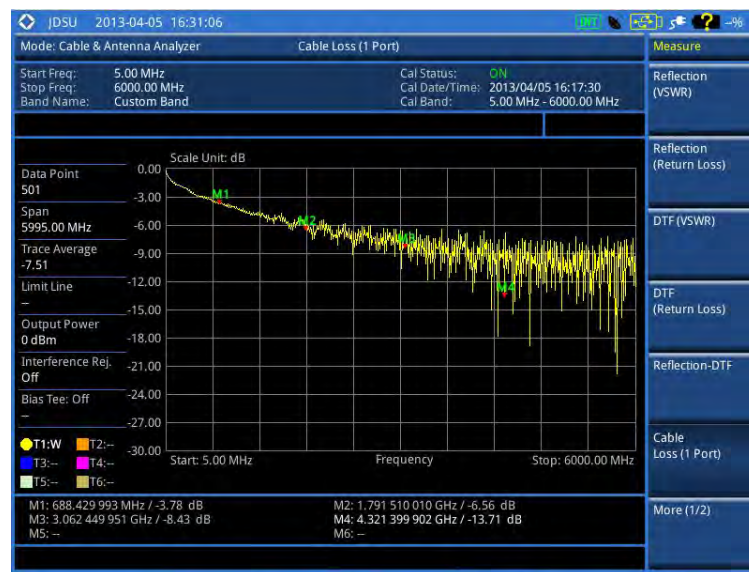 JDSU 2013-04-05 16:31:06 INT ? --%
Mode: Cable & Antenna Analyzer Cable Loss (1 Port) Measure
Start Freq: 5.00 MHz Cal Status: ON
Stop Freq: 6000.00 MHz Cal Date/Time: 2013/04/05 16:17:30
Band Name: Custom Band Cal Band: 5.00 MHz - 6000.00 MHz
Reflection
(VSWR)
Reflection
(Return Loss)
DTF (VSWR)
DTF
(Return Loss)
Reflection-DTF
Cable
Loss (1 Port)
More (1/2)
Data Point
501
Span
5995.00 MHz
Trace Average
-7.51
Limit Line
--
Output Power
0 dBm
Interference Rej.
Off
Bias Tee: Off
--
T1:W T2:--
T3:-- T4:--
T5:-- T6:--
Scale Unit: dB
0.00
-3.00
-6.00
-9.00
-12.00
-15.00
-18.00
-21.00
-24.00
-27.00
-30.00
M1
M2
M3
M4
Start: 5.00 MHz Frequency Stop: 6000.00 MHz
M1: 688.429 993 MHz / -3.78 dB M2: 1.791 510 010 GHz / -6.56 dB
M3: 3.062 449 951 GHz / -8.43 dB M4: 4.321 399 902 GHz / -13.71 dB
M5: -- M6: --